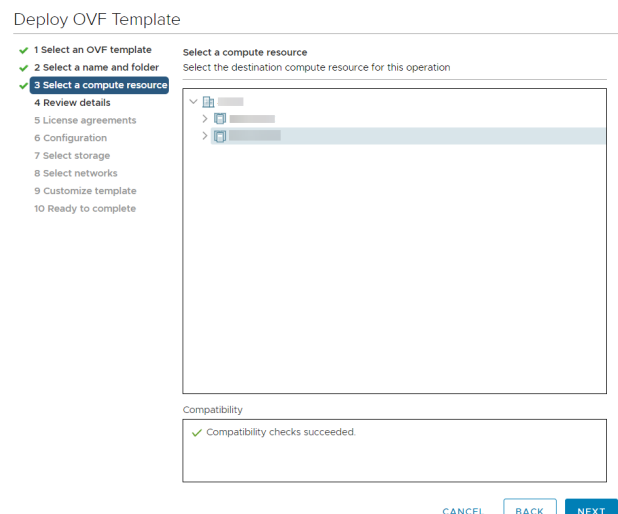 Deploy OVF Template
1 Select an OVF template
2 Select a name and folder
3 Select a compute resource
4 Review details
5 License agreements
6 Configuration
7 Select storage
8 Select networks
9 Customize template
10 Ready to complete
Select a compute resource
Select the destination compute resource for this operation
Compatibility
Compatibility checks succeeded.
CANCEL
BACK
NEXT